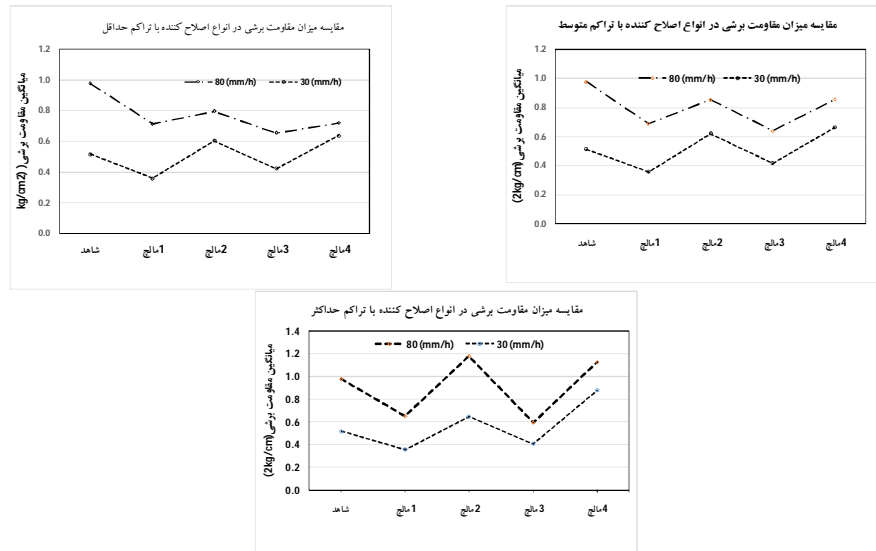 مقایسه میزان مقاومت برشی در انواع اصلاح کننده با تراکم حداقل
1.2
1.0
0.8
0.6
0.4
0.2
0.0
میانگین مقاومت برشی( (kg/cm2
80 (mm/h) 30 (mm/h)
شاهد مالچ1 مالچ2 مالچ3 مالچ4
مقایسه میزان مقاومت برشی در انواع اصلاح کننده با تراکم متوسط
1.2
1.0
0.8
0.6
0.4
0.2
0.0
میانگین مقاومت برشی (2kg/cm)
80 (mm/h) 30 (mm/h)
شاهد مالچ1 مالچ2 مالچ3 مالچ4
مقایسه میزان مقاومت برشی در انواع اصلاح کننده با تراکم حداکثر
1.4
1.2
1.0
0.8
0.6
0.4
0.2
0.0
میانگین مقاومت برشی(2kg/cm)
80 (mm/h) 30 (mm/h)
شاهد مالچ1 مالچ2 مالچ3 مالچ4